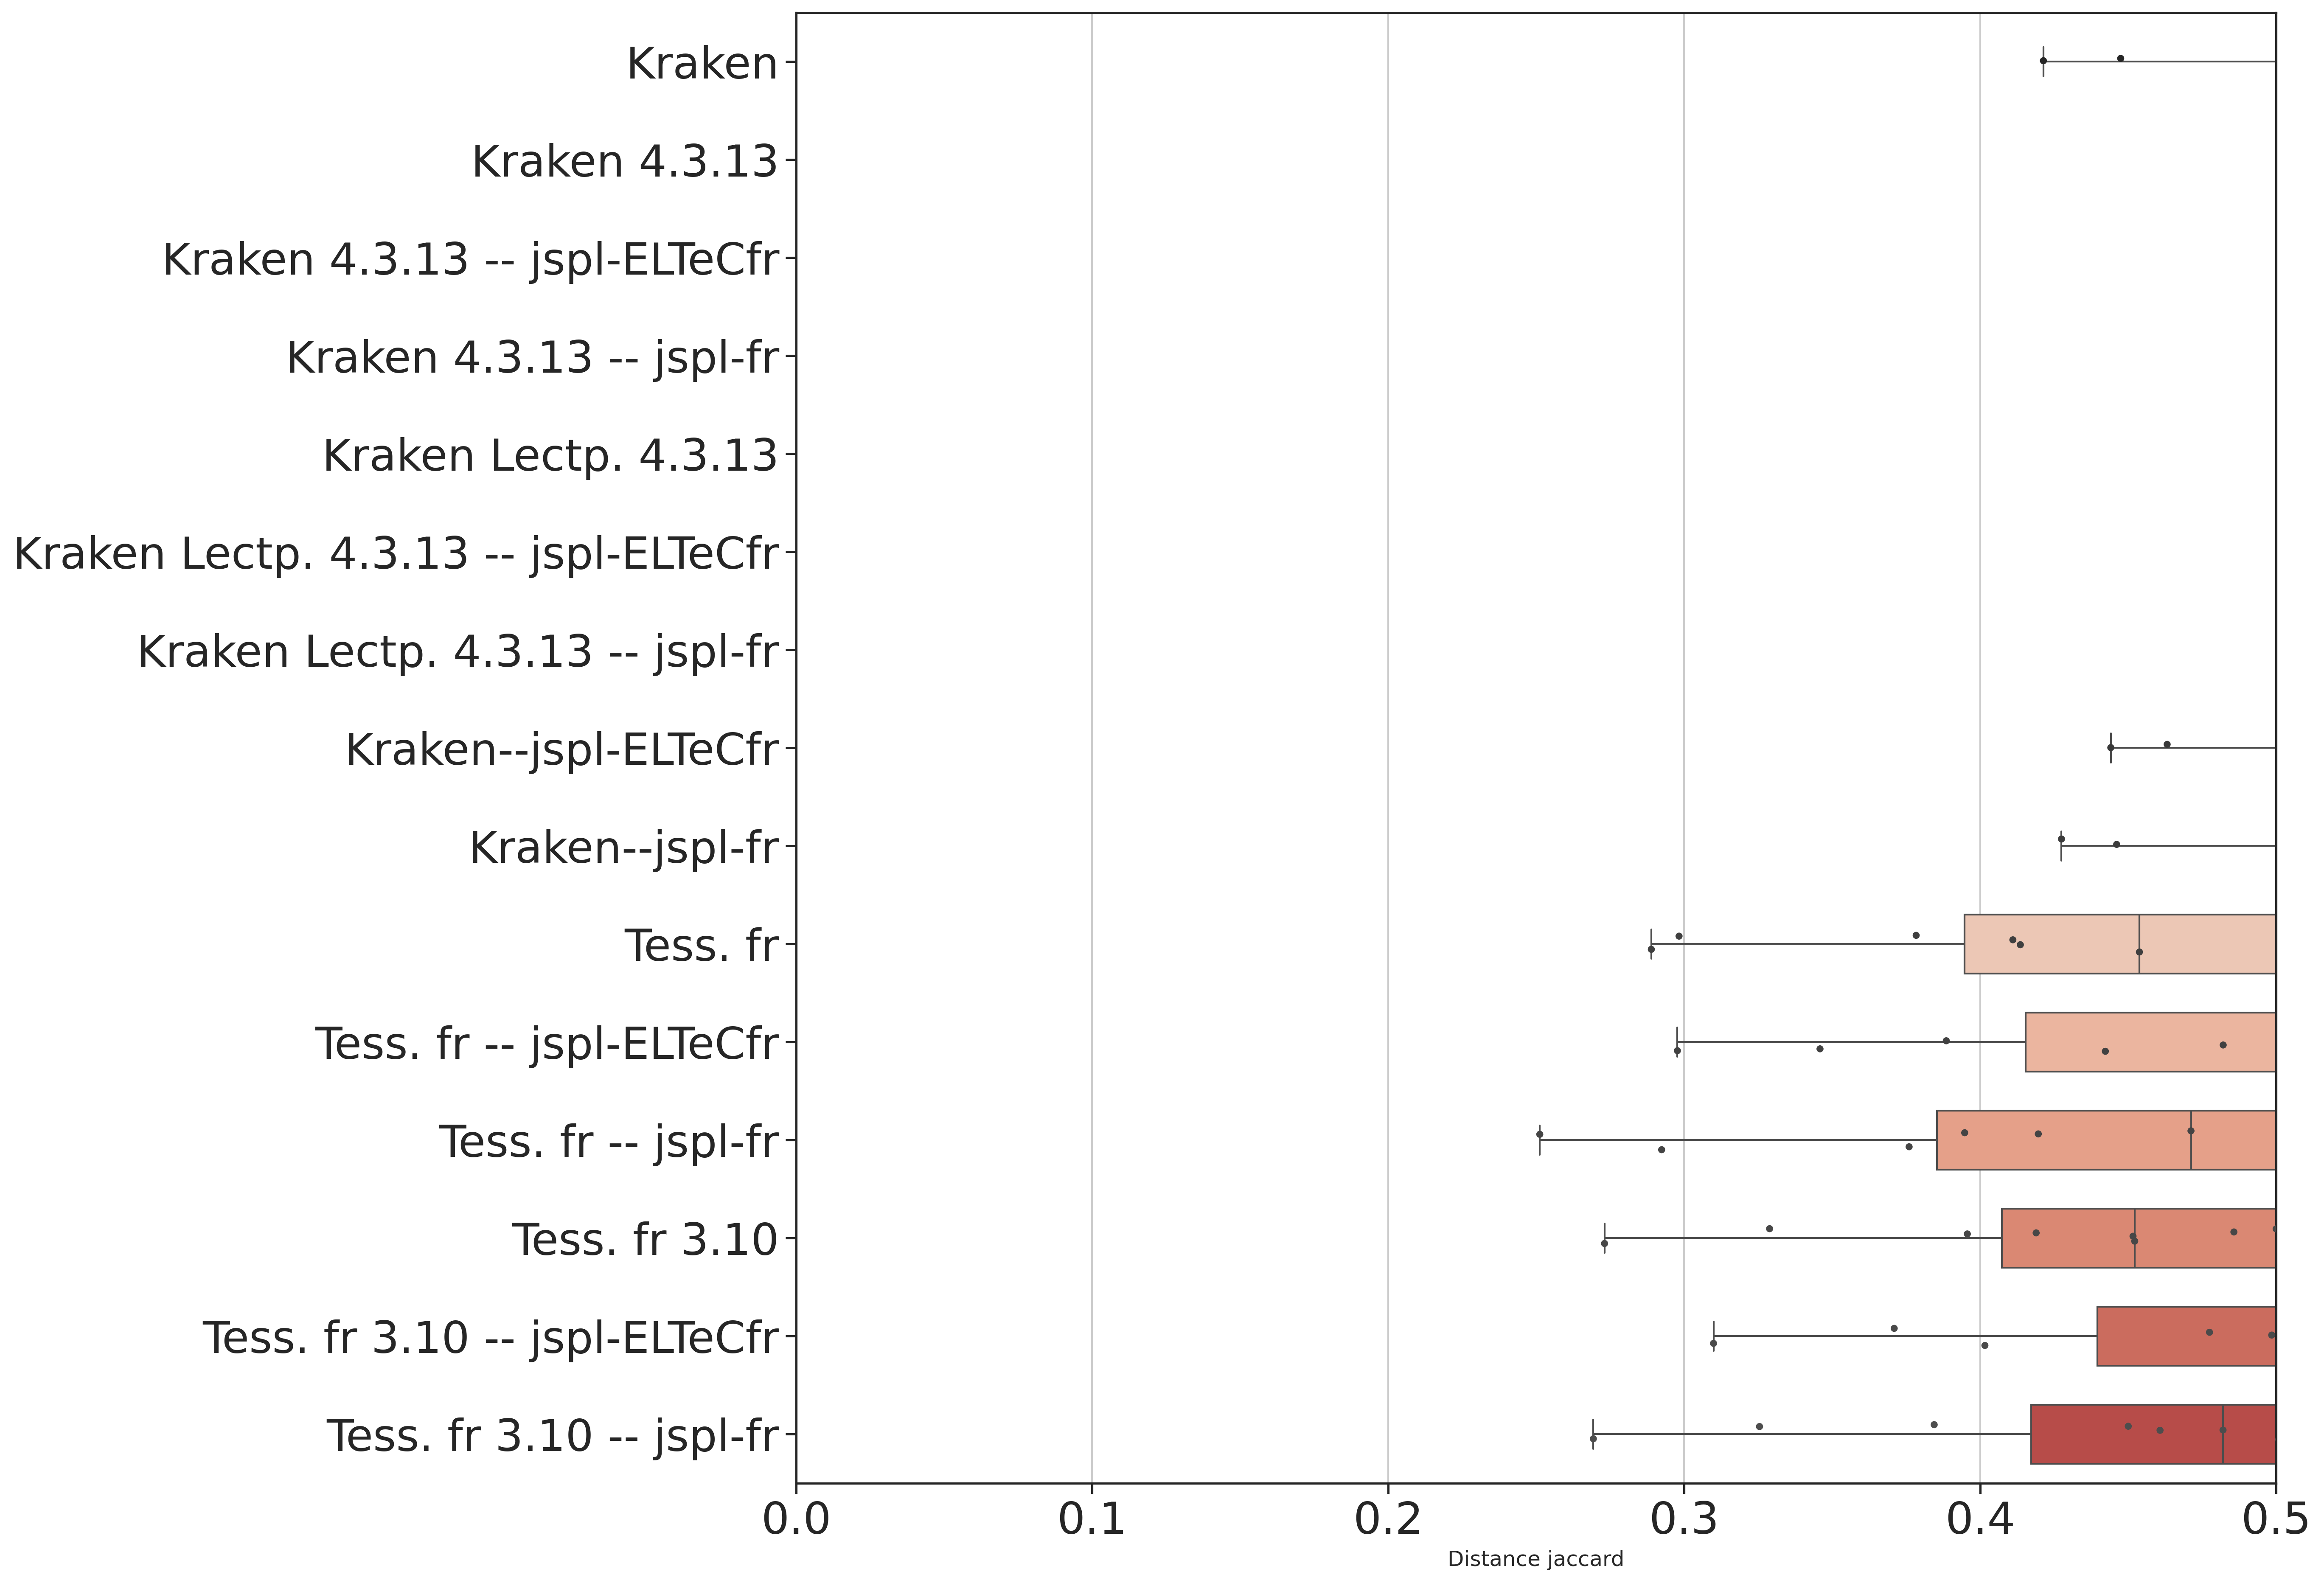 Kraken
Kraken 4.3.13
Kraken 4.3.13 -- jspl-ELTeCfr
Kraken 4.3.13 -- jspl-fr
Kraken Lectp. 4.3.13
Kraken Lectp. 4.3.13 -- jspl-ELTeCfr
Kraken Lectp. 4.3.13 -- jspl-fr
Kraken--jspl-ELTeCfr
Kraken--jspl-fr
Tess. fr
Tess. fr -- jspl-ELTeCfr
Tess. fr -- jspl-fr
Tess. fr 3.10
Tess. fr 3.10 -- jspl-ELTeCfr
Tess. fr 3.10 -- jspl-fr
0.0 0.1 0.2 0.3 0.4 0.5
Distance jaccard